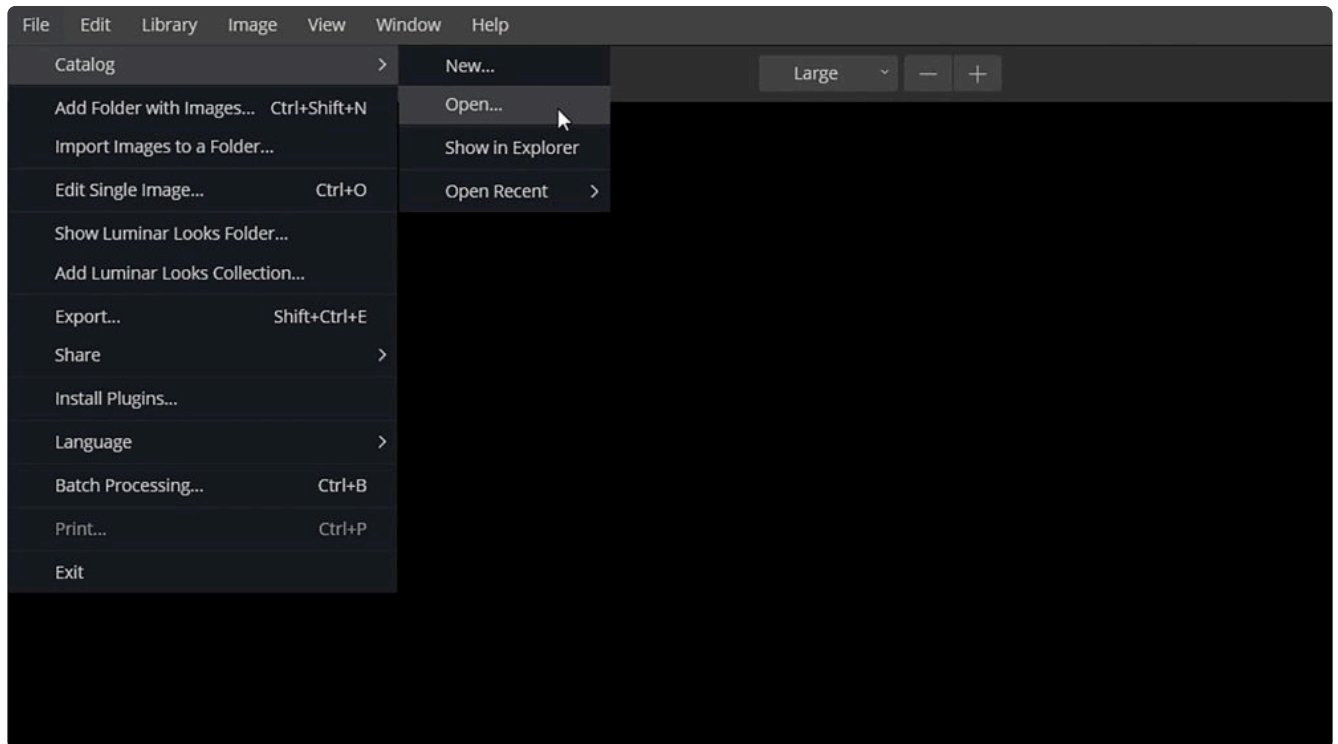 File Edit Library Image View Window Help
Catalog
New...
Large
Open...
Add Folder with Images... Ctrl+Shift+N
Import Images to a Folder...
Show in Explorer
Edit Single Image... Ctrl+O
Open Recent
Show Luminar Looks Folder...
Add Luminar Looks Collection...
Export... Shift+Ctrl+E
Share
Install Plugins...
Language
Batch Processing... Ctrl+B
Print... Ctrl+P
Exit